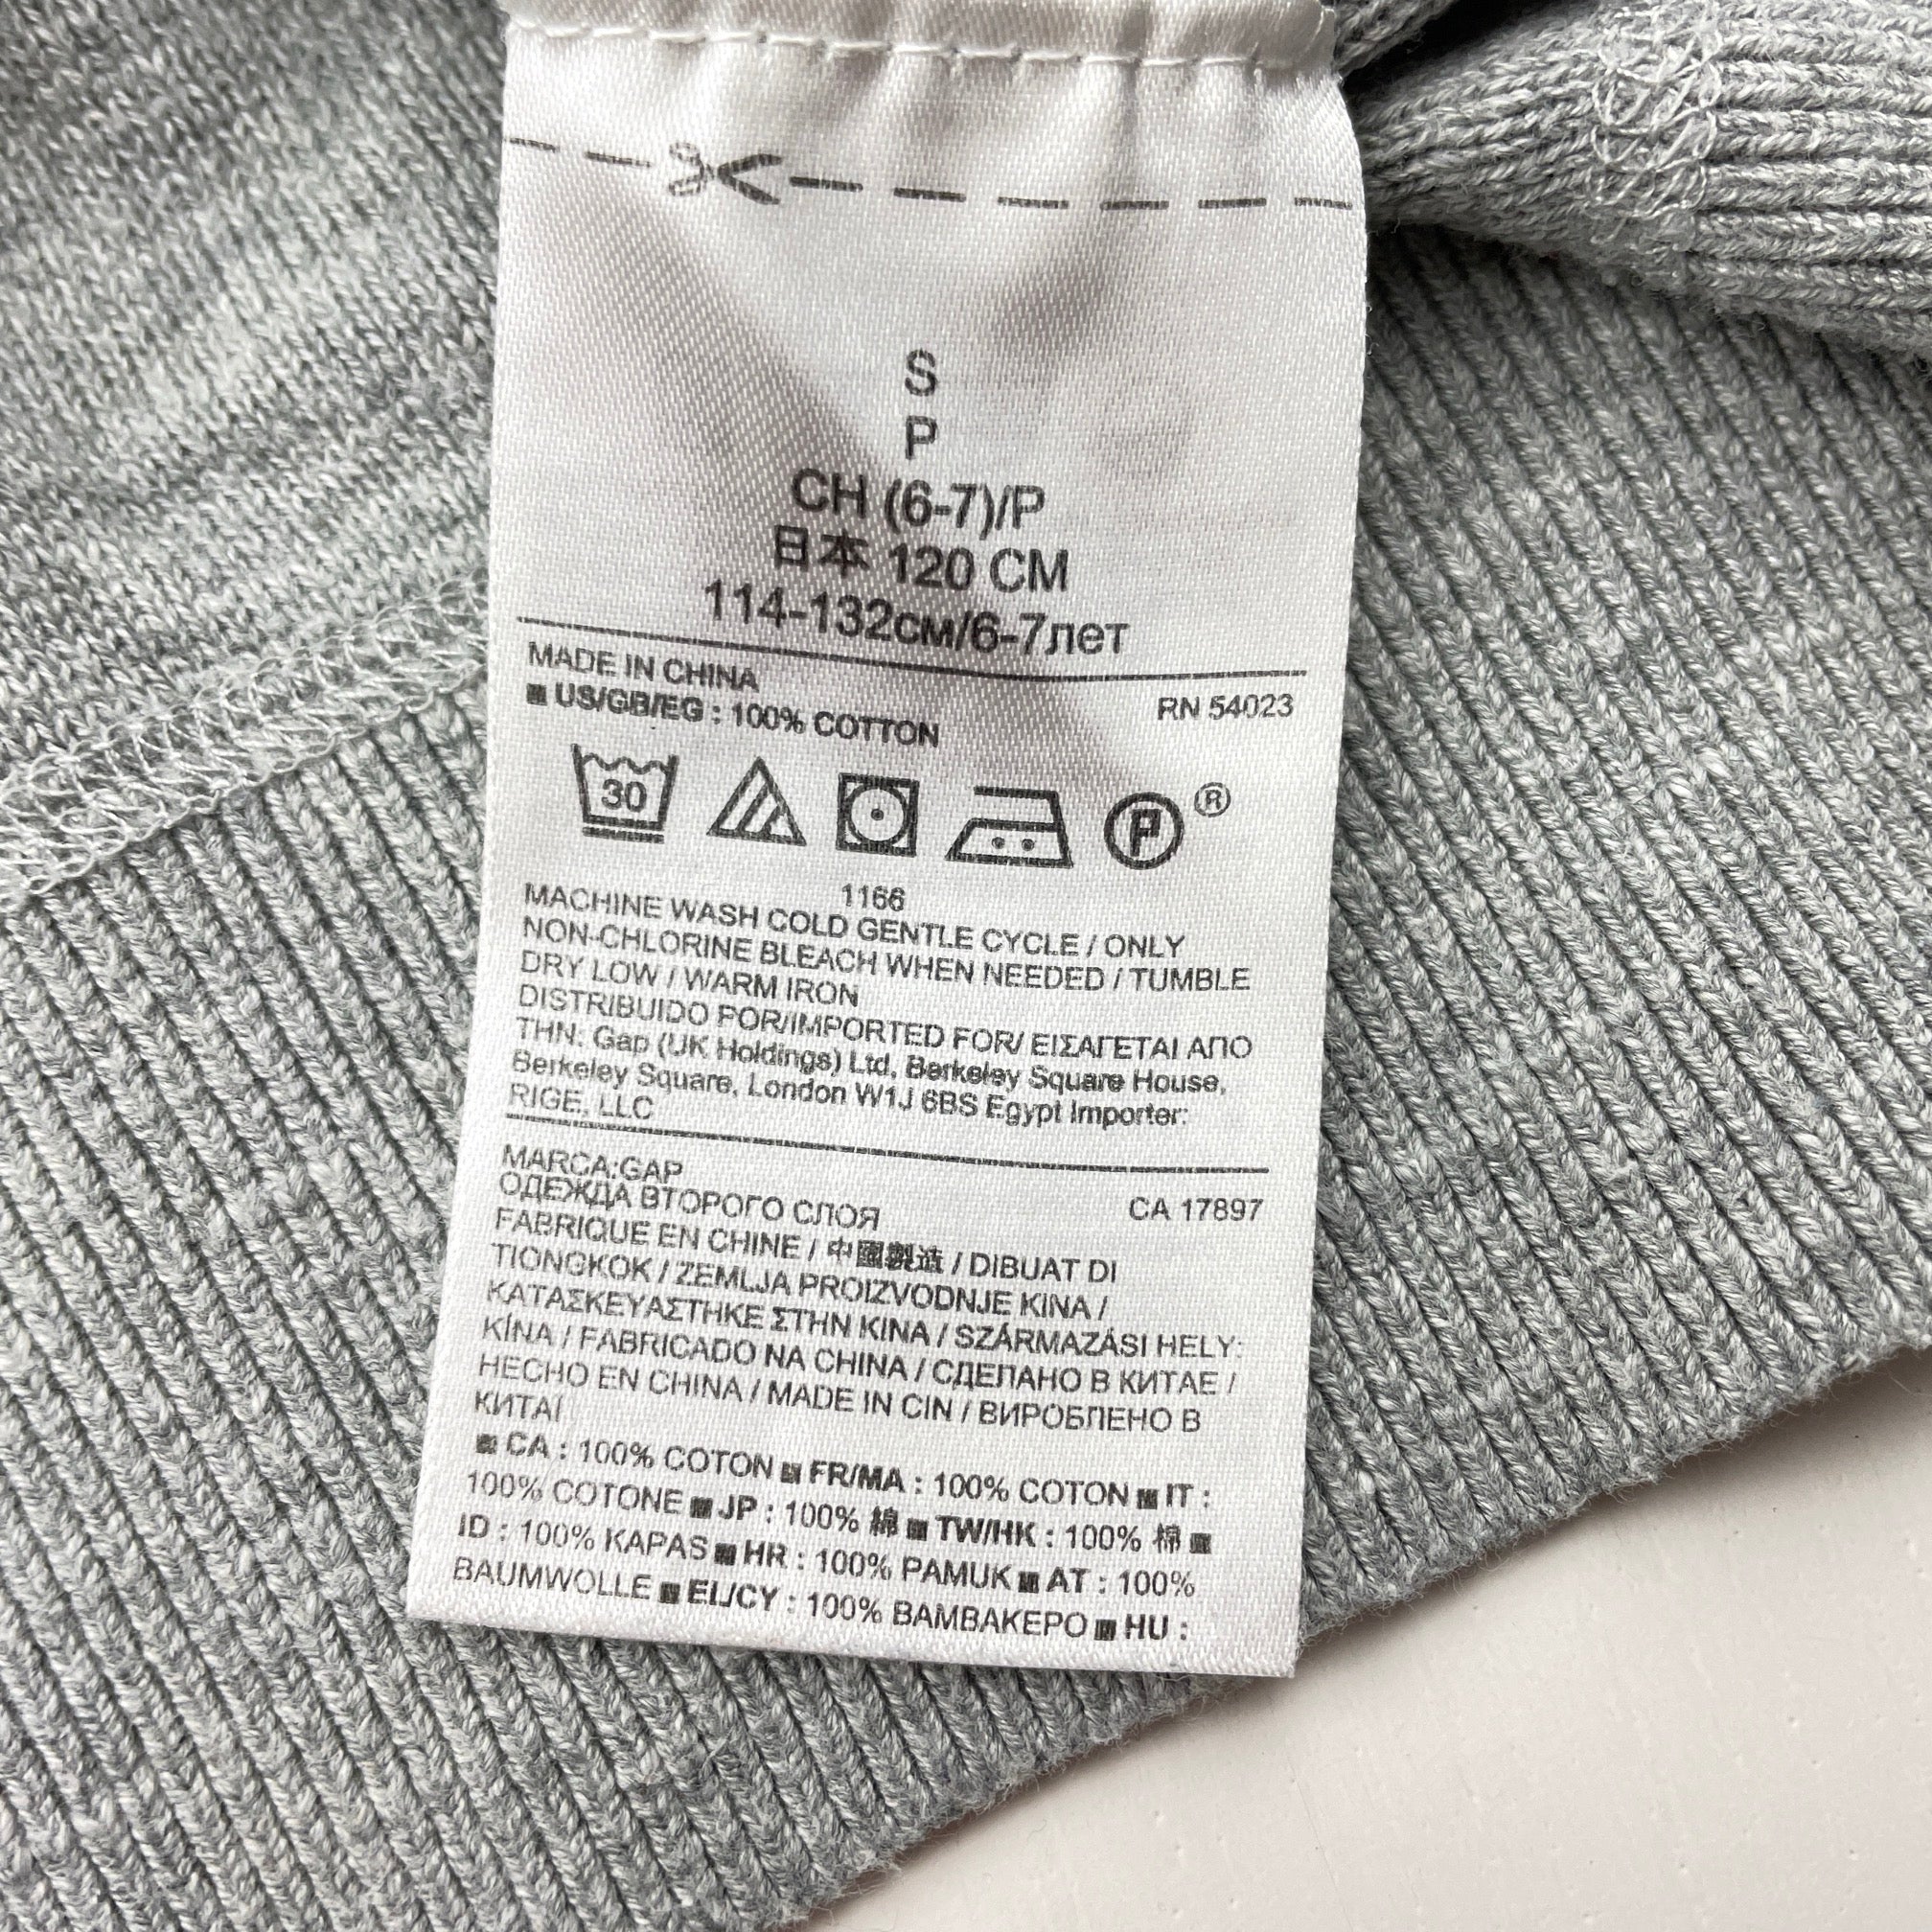 S
P
CH (6-7)/P
日本 120 CM
114-132см/6-7лет
MADE IN CHINA
RN 54023
■ US/GB/EG : 100% COTTON
30
P ®
1166
MACHINE WASH COLD GENTLE CYCLE / ONLY
NON-CHLORINE BLEACH WHEN NEEDED / TUMBLE
DRY LOW / WARM IRON
DISTRIBUIDO POR/IMPORTED FOR/ ΕΙΣΑΓΕΤΑΙ ΑΠΟ
ΤΗΝ: Gap (UK Holdings) Ltd, Berkeley Square House,
Berkeley Square, London W1J 6BS Egypt Importer:
RIGE, LLC
MARCA:GAP
CA 17897
ОДЕЖДА ВТОРОГО СЛОЯ
FABRIQUE EN CHINE / 中國製造 / DIBUAT DI
TIONGKOK / ZEMLJA PROIZVODNJE KINA /
ΚΑΤΑΣΚΕΥΑΣΤΗΚΕ ΣΤΗΝ ΚΙΝΑ / SZÁRMAZÁSI HELY:
KÍNA / FABRICADO NA CHINA / СДЕЛАНО В КИТАЕ /
HECHO EN CHINA / MADE IN CIN / ВИРОБЛЕНО В
КИТАІ
■ CA : 100% COTON ■ FR/MA : 100% COTON ■ IT :
100% COTONE ■ JP : 100% 綿 ■ TW/HK : 100% 棉 ■
ID : 100% KAPAS ■ HR : 100% PAMUK ■ AT : 100%
BAUMWOLLE ■ EL/CY : 100% ΒΑΜΒΑΚΕΡΟ ■ HU :